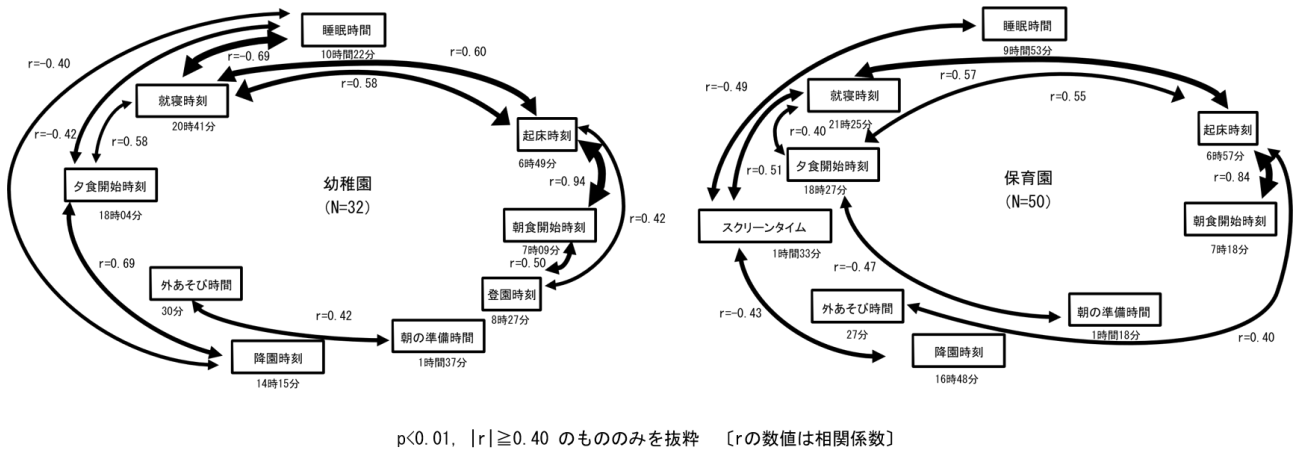 睡眠時間
10時間22分
r=-0.40
r=-0.69
r=0.60
r=0.58
就寝時刻
20時41分
r=-0.42
r=0.58
起床時刻
6時49分
r=0.94
夕食開始時刻
18時04分
幼稚園
(N=32)
朝食開始時刻
7時09分
r=0.42
r=0.50
r=0.69
外あそび時間
30分
登園時刻
8時27分
r=0.42
朝の準備時間
1時間37分
降園時刻
14時15分
睡眠時間
9時間53分
r=-0.49
r=0.57
r=0.55
就寝時刻
21時25分
r=0.40
起床時刻
6時57分
r=0.84
r=0.51
夕食開始時刻
18時27分
保育園
(N=50)
朝食開始時刻
7時18分
スクリーンタイム
1時間33分
r=-0.47
r=-0.43
外あそび時間
27分
朝の準備時間
1時間18分
r=0.40
降園時刻
16時48分
p<0.01, |r|≧0.40 のもののみを抜粋　〔rの数値は相関係数〕